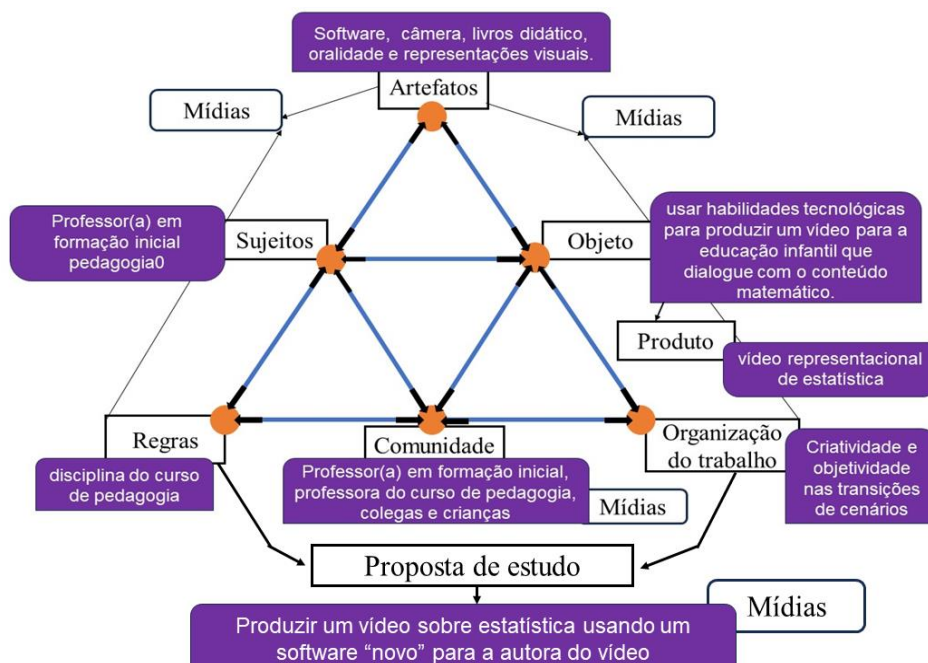 Software, câmera, livros didático,
oralidade e representações visuais.
Artefatos
Mídias
Mídias
Professor(a) em
formação inicial
pedagogia0
Sujeitos
Objeto
usar habilidades tecnológicas
para produzir um vídeo para a
educação infantil que
dialogue com o conteúdo
matemático.
Produto
vídeo representacional
de estatística
Regras
disciplina do curso
de pedagogia
Comunidade
Professor(a) em formação inicial,
professora do curso de pedagogia,
colegas e crianças
Mídias
Organização
do trabalho
Criatividade e
objetividade
nas transições
de cenários
Proposta de estudo
Mídias
Produzir um vídeo sobre estatística usando um
software “novo” para a autora do vídeo